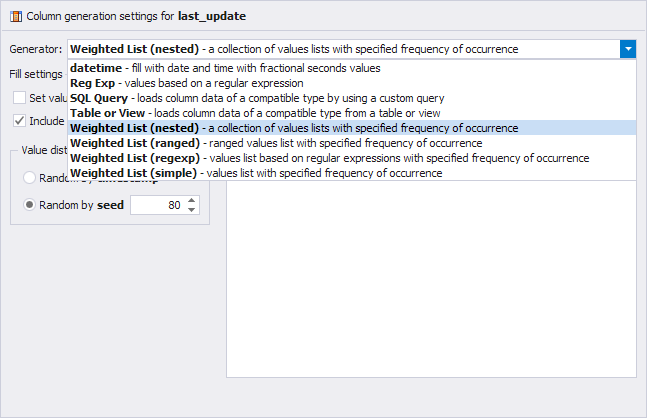 Column generation settings for last_update
Generator: Weighted List (nested) - a collection of values lists with specified frequency of occurrence
datetime - fill with date and time with fractional seconds values
Fill settings
Reg Exp - values based on a regular expression
Set valu
SQL Query - loads column data of a compatible type by using a custom query
Table or View - loads column data of a compatible type from a table or view
Include
Weighted List (nested) - a collection of values lists with specified frequency of occurrence
Weighted List (ranged) - ranged values list with specified frequency of occurrence
Value dist
Weighted List (regexp) - values list based on regular expressions with specified frequency of occurrence
Weighted List (simple) - values list with specified frequency of occurrence
Random by timestamp
Random by seed 80